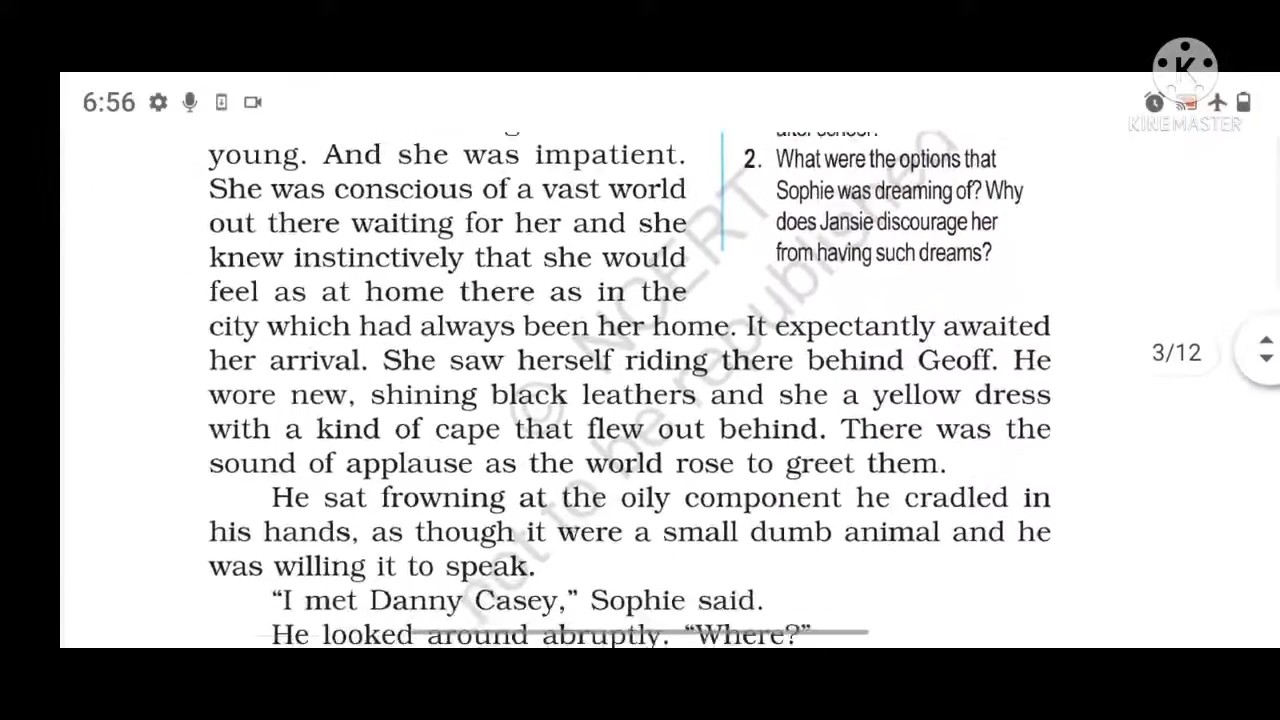 6:56
K
KINEMASTER
after school?
young. And she was impatient.
She was conscious of a vast world
out there waiting for her and she
knew instinctively that she would
feel as at home there as in the
city which had always been her home. It expectantly awaited
her arrival. She saw herself riding there behind Geoff. He
wore new, shining black leathers and she a yellow dress
with a kind of cape that flew out behind. There was the
sound of applause as the world rose to greet them.
He sat frowning at the oily component he cradled in
his hands, as though it were a small dumb animal and he
was willing it to speak.
“I met Danny Casey,” Sophie said.
He looked around abruptly. “Where?”
2. What were the options that
Sophie was dreaming of? Why
does Jansie discourage her
from having such dreams?
3/12
© NCERT
not to be republished